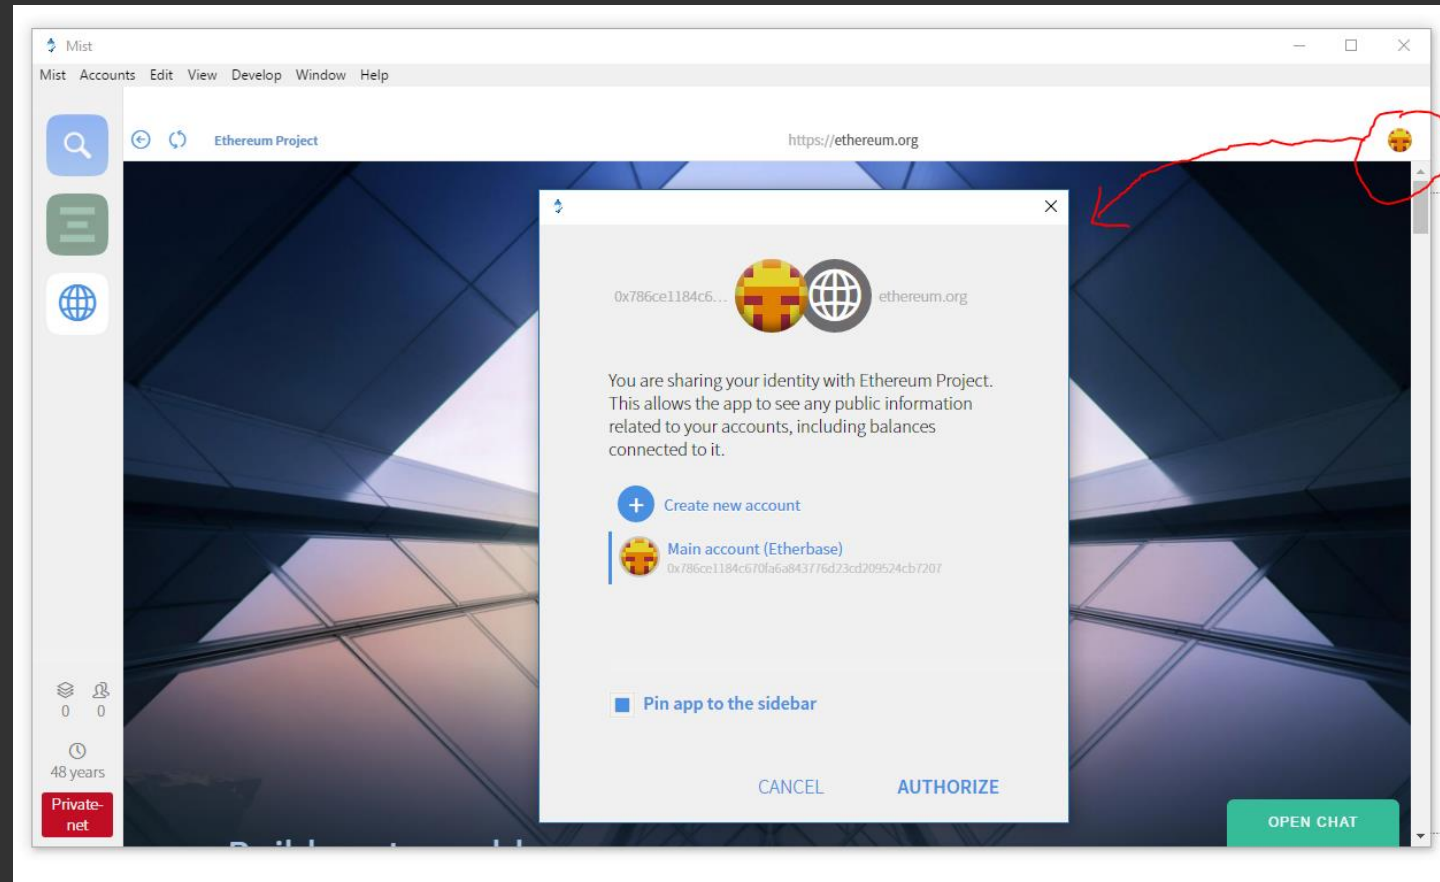 Mist
Mist Accounts Edit View Develop Window Help
Ethereum Project
https://ethereum.org
0x786ce1184c6...
ethereum.org
You are sharing your identity with Ethereum Project.
This allows the app to see any public information
related to your accounts, including balances
connected to it.
Create new account
Main account (Etherbase)
0x786ce1184c670fa6a843776d23cd209524cb7207
Pin app to the sidebar
CANCEL AUTHORIZE
0 0
48 years
Private-
net
OPEN CHAT